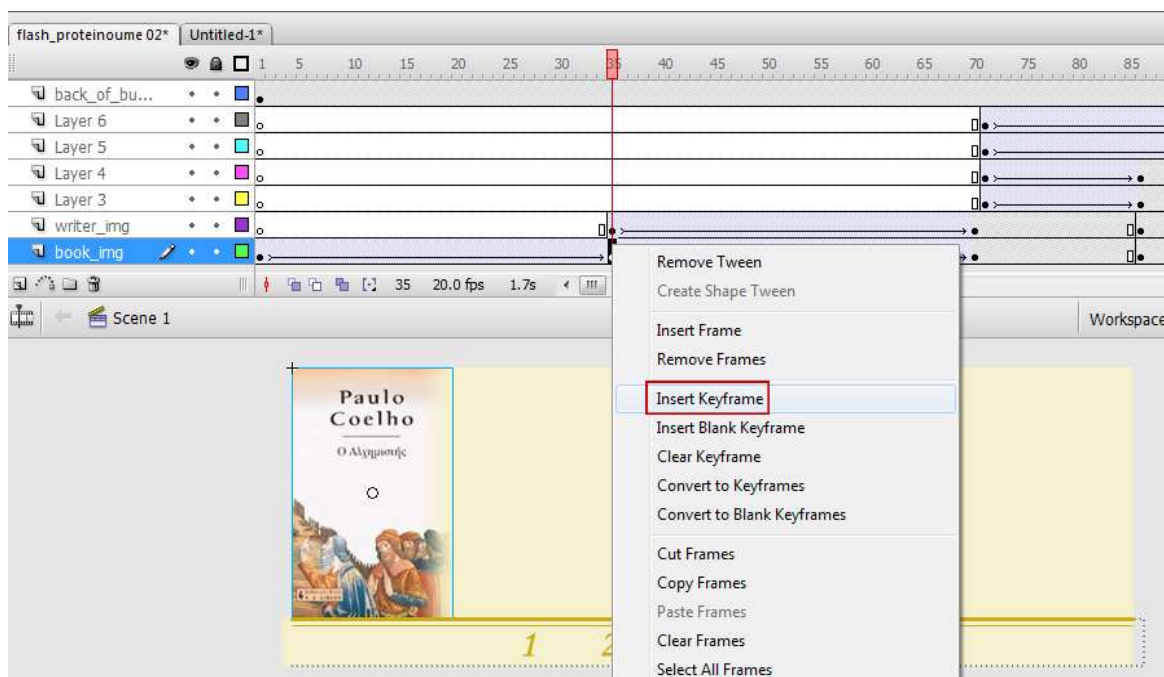 flash_proteinoume 02* Untitled-1*
1 5 10 15 20 25 30 35 40 45 50 55 60 65 70 75 80 85
back_of_bu...
Layer 6
Layer 5
Layer 4
Layer 3
writer_img
book_img
35 20.0 fps 1.7s
Scene 1
Workspace
Remove Tween
Create Shape Tween
Insert Frame
Remove Frames
Insert Keyframe
Insert Blank Keyframe
Clear Keyframe
Convert to Keyframes
Convert to Blank Keyframes
Cut Frames
Copy Frames
Paste Frames
Clear Frames
Select All Frames
Paulo
Coelho
Ο Αλχημιστής
1 2